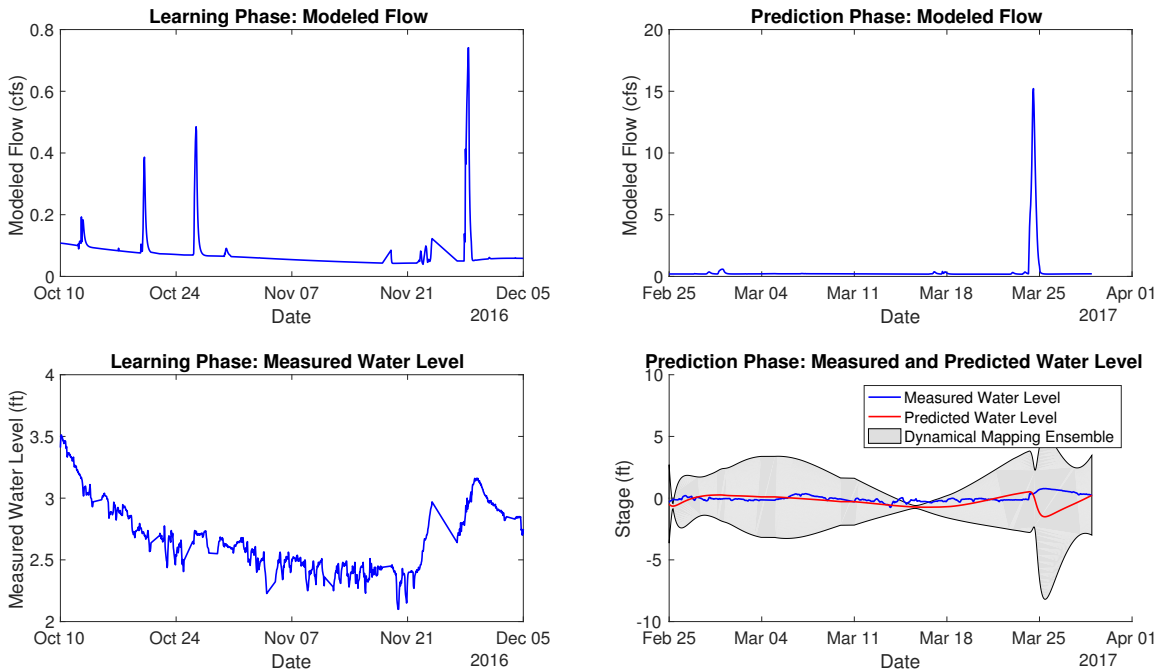 Learning Phase: Modeled Flow
0.8
0.6
0.4
0.2
0
Modeled Flow (cfs)
Oct 10 Oct 24 Nov 07 Nov 21 Dec 05
Date
2016
Prediction Phase: Modeled Flow
20
15
10
5
0
Modeled Flow (cfs)
Feb 25 Mar 04 Mar 11 Mar 18 Mar 25 Apr 01
Date
2017
Learning Phase: Measured Water Level
4
3.5
3
2.5
2
Measured Water Level (ft)
Oct 10 Oct 24 Nov 07 Nov 21 Dec 05
Date
2016
Prediction Phase: Measured and Predicted Water Level
10
5
0
-5
-10
Stage (ft)
Measured Water Level
Predicted Water Level
Dynamical Mapping Ensemble
Feb 25 Mar 04 Mar 11 Mar 18 Mar 25 Apr 01
Date
2017